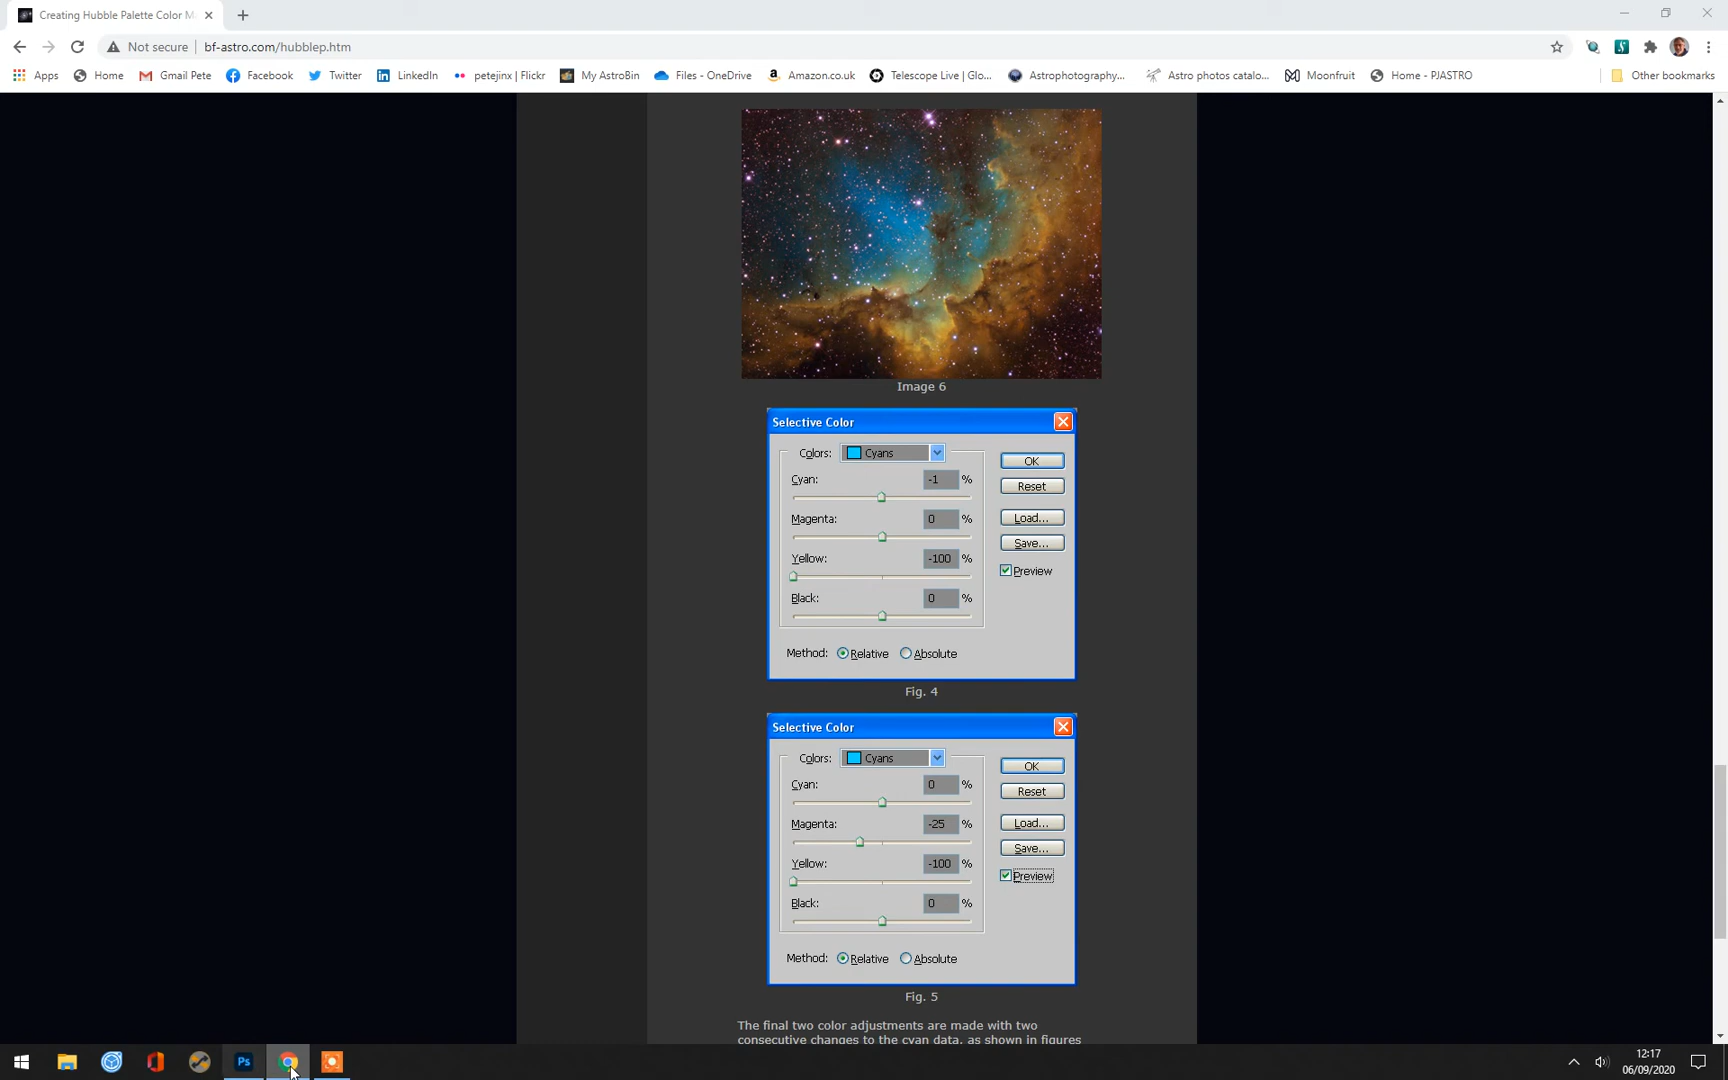 Creating Hubble Palette Color M
Not secure bf-astro.com/hubblep.htm
Apps Home Gmail Pete Facebook Twitter LinkedIn petejinx | Flickr My AstroBin Files - OneDrive Amazon.co.uk Telescope Live | Glo... Astrophotography... Astro photos catalo... Moonfruit Home - PJASTRO Other bookmarks
Image 6
Selective Color
Colors: Cyans
OK
Cyan: -1 %
Reset
Magenta: 0 %
Load...
Save...
Yellow: -100 %
Preview
Black: 0 %
Method: Relative Absolute
Fig. 4
Selective Color
Colors: Cyans
OK
Cyan: 0 %
Reset
Magenta: -25 %
Load...
Save...
Yellow: -100 %
Preview
Black: 0 %
Method: Relative Absolute
Fig. 5
The final two color adjustments are made with two
consecutive changes to the cyan data, as shown in figures
Ps
12:17
06/09/2020